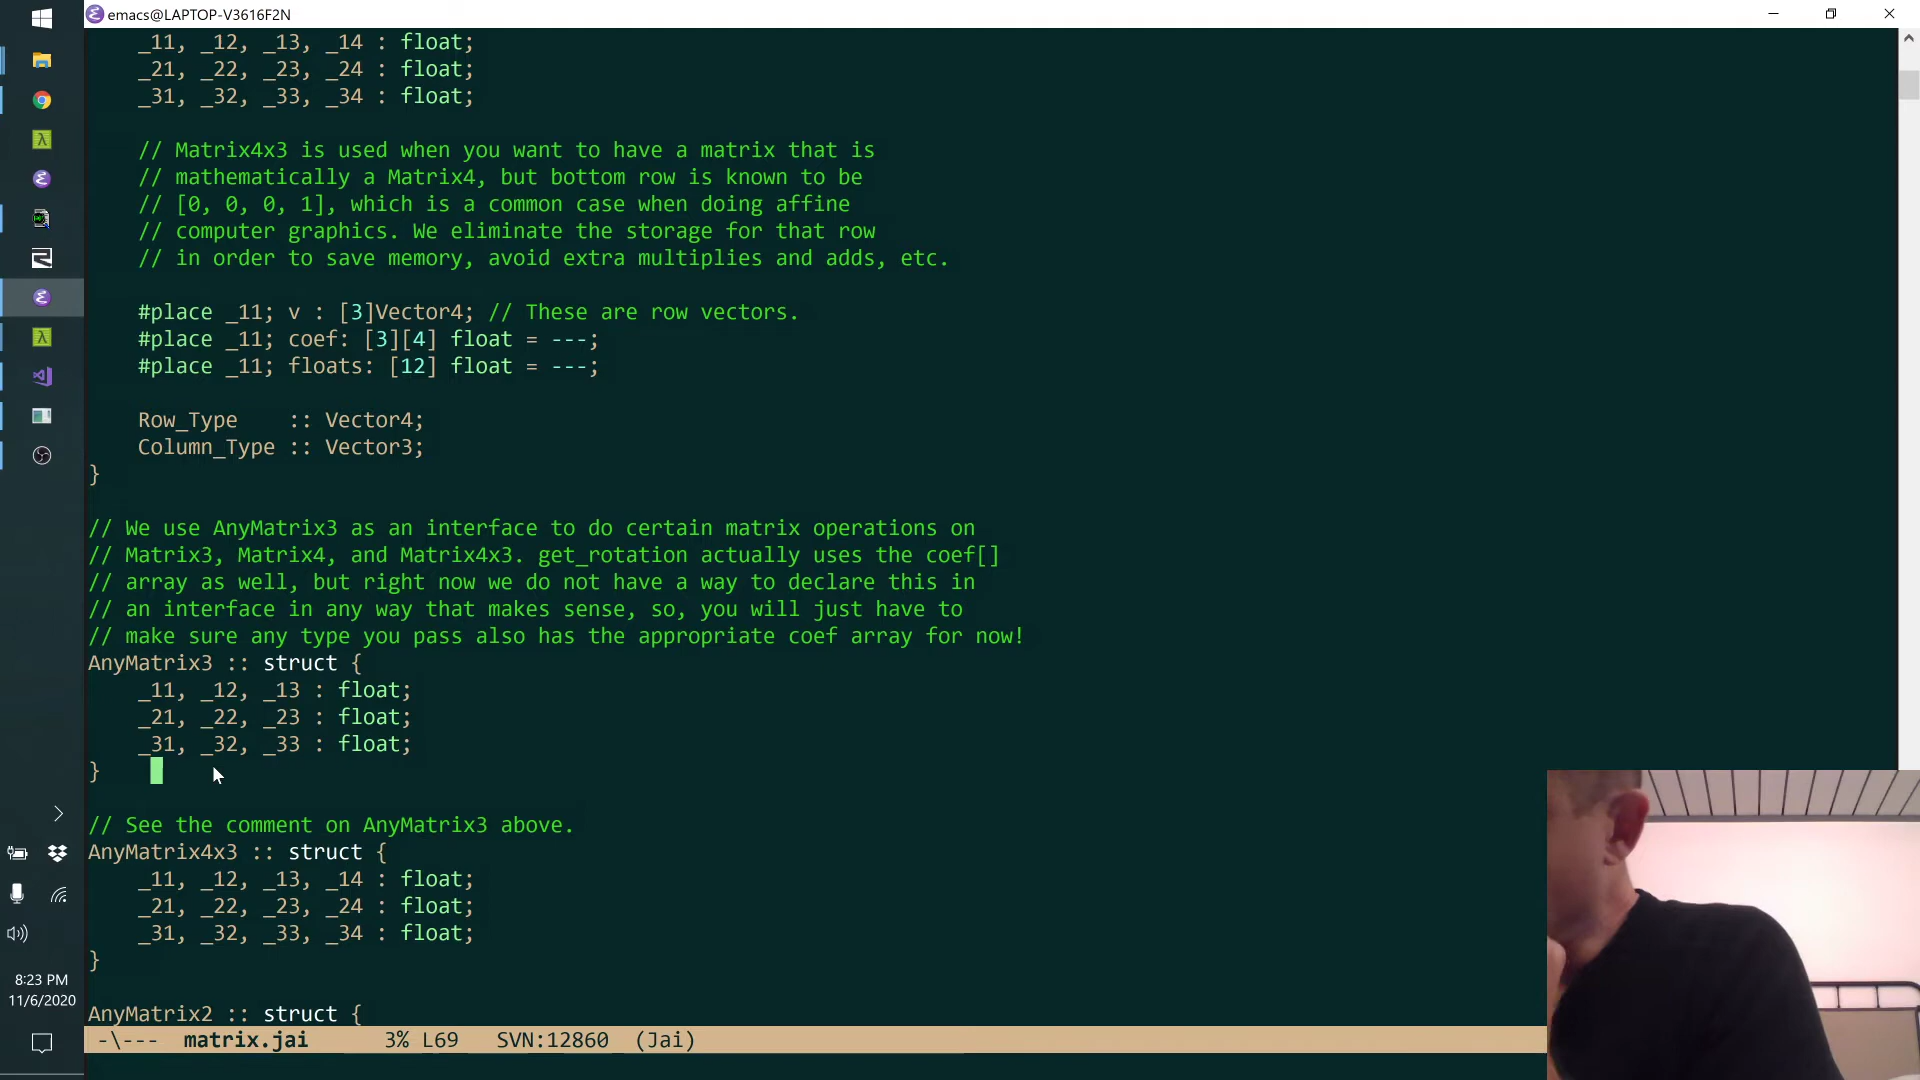 emacs@LAPTOP-V3616F2N
_11, _12, _13, _14 : float;
_21, _22, _23, _24 : float;
_31, _32, _33, _34 : float;
// Matrix4x3 is used when you want to have a matrix that is
// mathematically a Matrix4, but bottom row is known to be
// [0, 0, 0, 1], which is a common case when doing affine
// computer graphics. We eliminate the storage for that row
// in order to save memory, avoid extra multiplies and adds, etc.
#place _11; v : [3]Vector4; // These are row vectors.
#place _11; coef: [3][4] float = ---;
#place _11; floats: [12] float = ---;
Row_Type    :: Vector4;
Column_Type :: Vector3;
}
// We use AnyMatrix3 as an interface to do certain matrix operations on
// Matrix3, Matrix4, and Matrix4x3. get_rotation actually uses the coef[]
// array as well, but right now we do not have a way to declare this in
// an interface in any way that makes sense, so, you will just have to
// make sure any type you pass also has the appropriate coef array for now!
AnyMatrix3 :: struct {
_11, _12, _13 : float;
_21, _22, _23 : float;
_31, _32, _33 : float;
}
// See the comment on AnyMatrix3 above.
AnyMatrix4x3 :: struct {
_11, _12, _13, _14 : float;
_21, _22, _23, _24 : float;
_31, _32, _33, _34 : float;
}
AnyMatrix2 :: struct {
-\--- matrix.jai 3% L69 SVN:12860 (Jai)
8:23 PM
11/6/2020